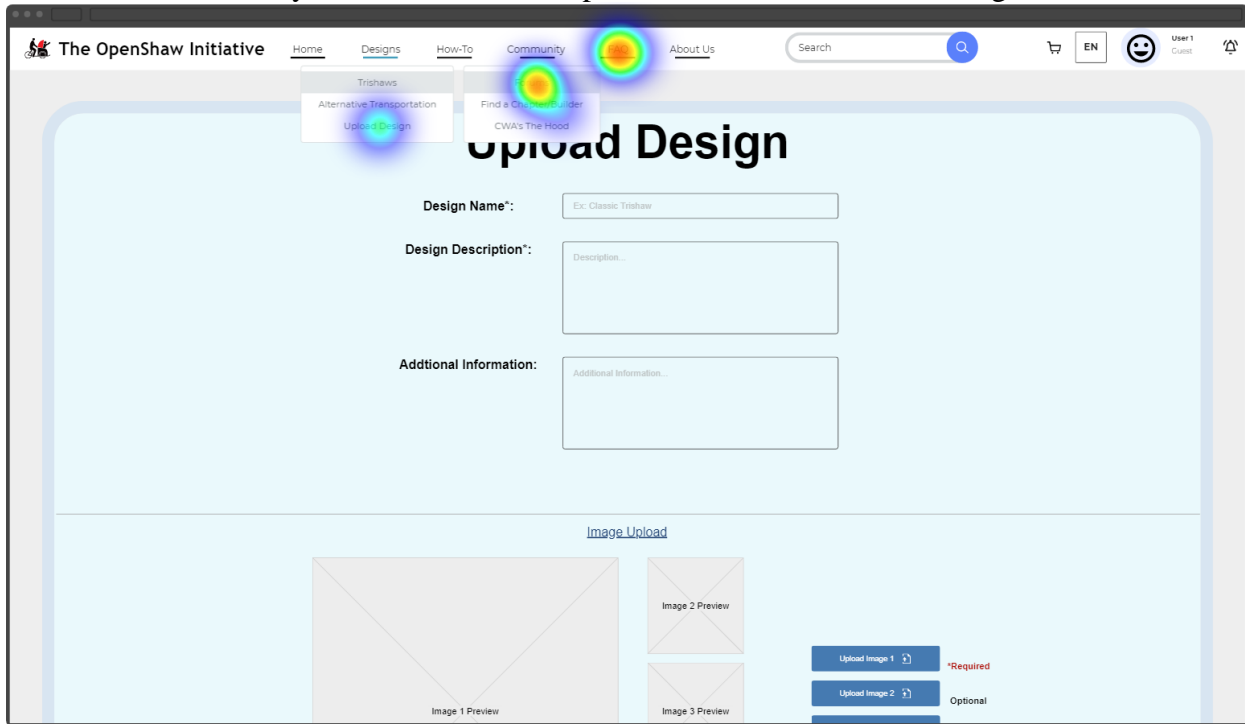 The OpenShaw Initiative
Home Designs How-To Community FAQ About Us
Search
EN
User 1
Guest
Trishaws
Alternative Transportation
Upload Design
Find a Chapter/Builder
CWA's The Hood
Upload Design
Design Name*:
Ex: Classic Trishaw
Design Description*:
Description...
Addtional Information:
Additional Information...
Image Upload
Image 1 Preview
Image 2 Preview
Image 3 Preview
Upload Image 1
*Required
Upload Image 2
Optional